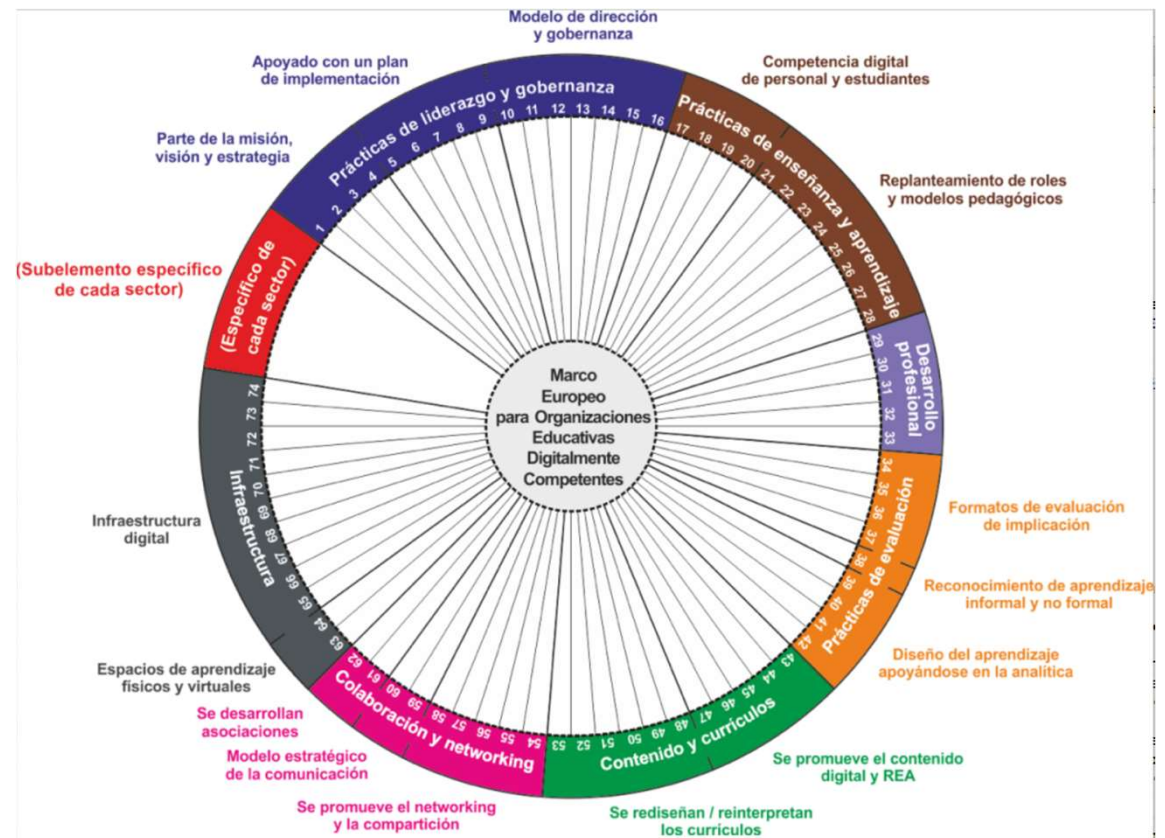 Modelo de dirección
y gobernanza
Apoyado con un plan
de implementación
Parte de la misión,
visión y estrategia
Prácticas de liderazgo y gobernanza
1 2 3 4 5 6 7 8 9 10 11 12 13 14 15 16
Competencia digital
de personal y estudiantes
Replanteamiento de roles
y modelos pedagógicos
Prácticas de enseñanza y aprendizaje
17 18 19 20 21 22 23 24 25 26 27 28
Desarrollo
profesional
29 30 31 32 33
Formatos de evaluación
de implicación
Reconocimiento de aprendizaje
informal y no formal
Diseño del aprendizaje
apoyándose en la analítica
Prácticas de evaluación
34 35 36 37 38 39 40 41 42
Se promueve el contenido
digital y REA
Se rediseñan / reinterpretan
los curriculos
Contenido y currículos
43 44 45 46 47 48 49 50 51 52 53
Se promueve el networking
y la compartición
Modelo estratégico
de la comunicación
Se desarrollan
asociaciones
Colaboración y networking
54 55 56 57 58 59 60 61 62
Espacios de aprendizaje
físicos y virtuales
Infraestructura
digital
Infraestructura
63 64 65 66 67 68 69 70 71 72 73 74
(Subelemento específico
de cada sector)
(Específico de
cada sector)
Marco
Europeo
para Organizaciones
Educativas
Digitalmente
Competentes